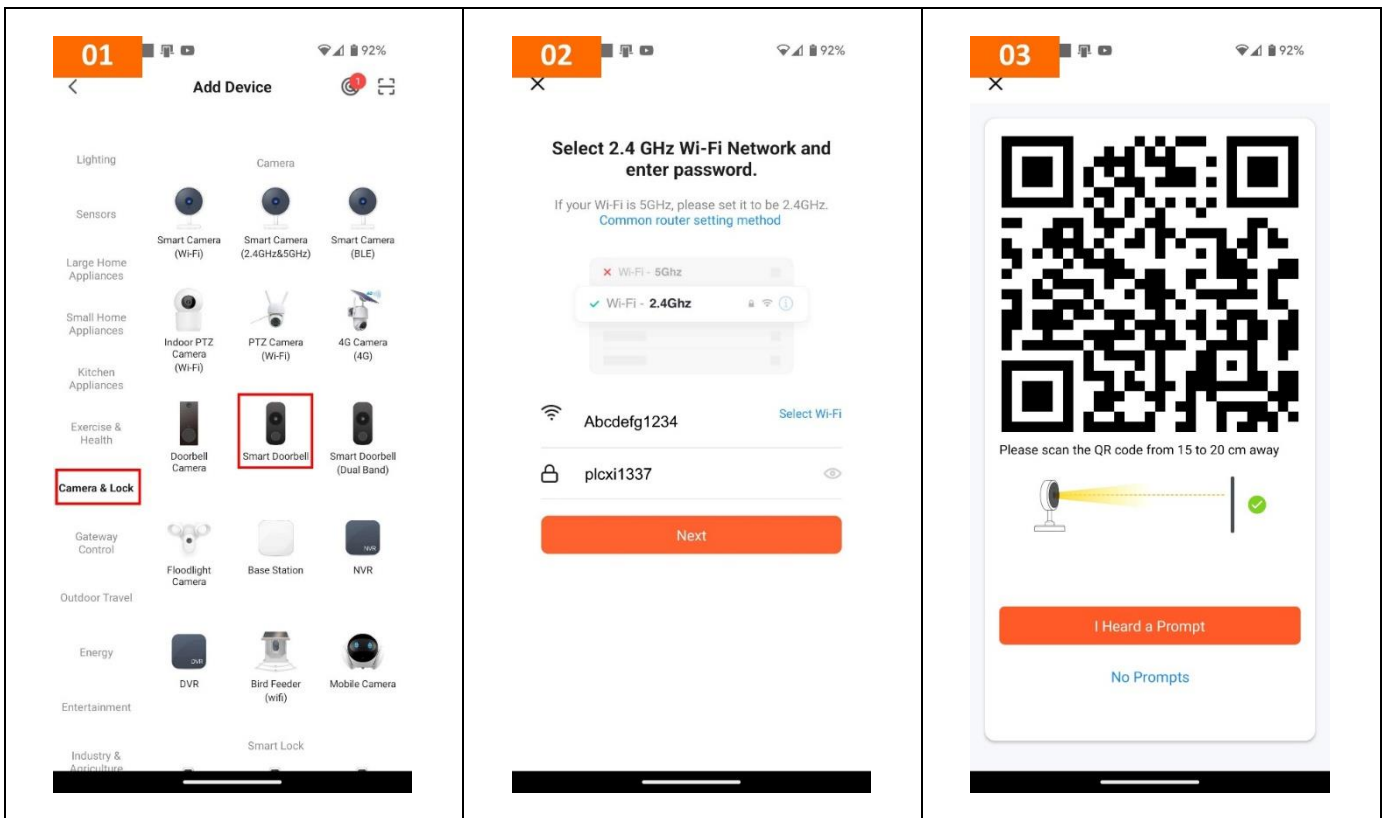 01
92%
Add Device
1
Lighting
Sensors
Large Home
Appliances
Small Home
Appliances
Kitchen
Appliances
Exercise &
Health
Camera & Lock
Gateway
Control
Outdoor Travel
Energy
Entertainment
Industry &
Agriculture
Camera
Smart Camera
(Wi-Fi)
Smart Camera
(2.4GHz&5GHz)
Smart Camera
(BLE)
Indoor PTZ
Camera
(Wi-Fi)
PTZ Camera
(Wi-Fi)
4G Camera
(4G)
Doorbell
Camera
Smart Doorbell
Smart Doorbell
(Dual Band)
Floodlight
Camera
Base Station
NVR
NVR
DVR
DVR
Bird Feeder
(wifi)
Mobile Camera
Smart Lock
02
92%
Select 2.4 GHz Wi-Fi Network and
enter password.
If your Wi-Fi is 5GHz, please set it to be 2.4GHz.
Common router setting method
Wi-Fi - 5Ghz
Wi-Fi - 2.4Ghz
Abcdefg1234
Select Wi-Fi
plcxi1337
Next
03
92%
Please scan the QR code from 15 to 20 cm away
I Heard a Prompt
No Prompts